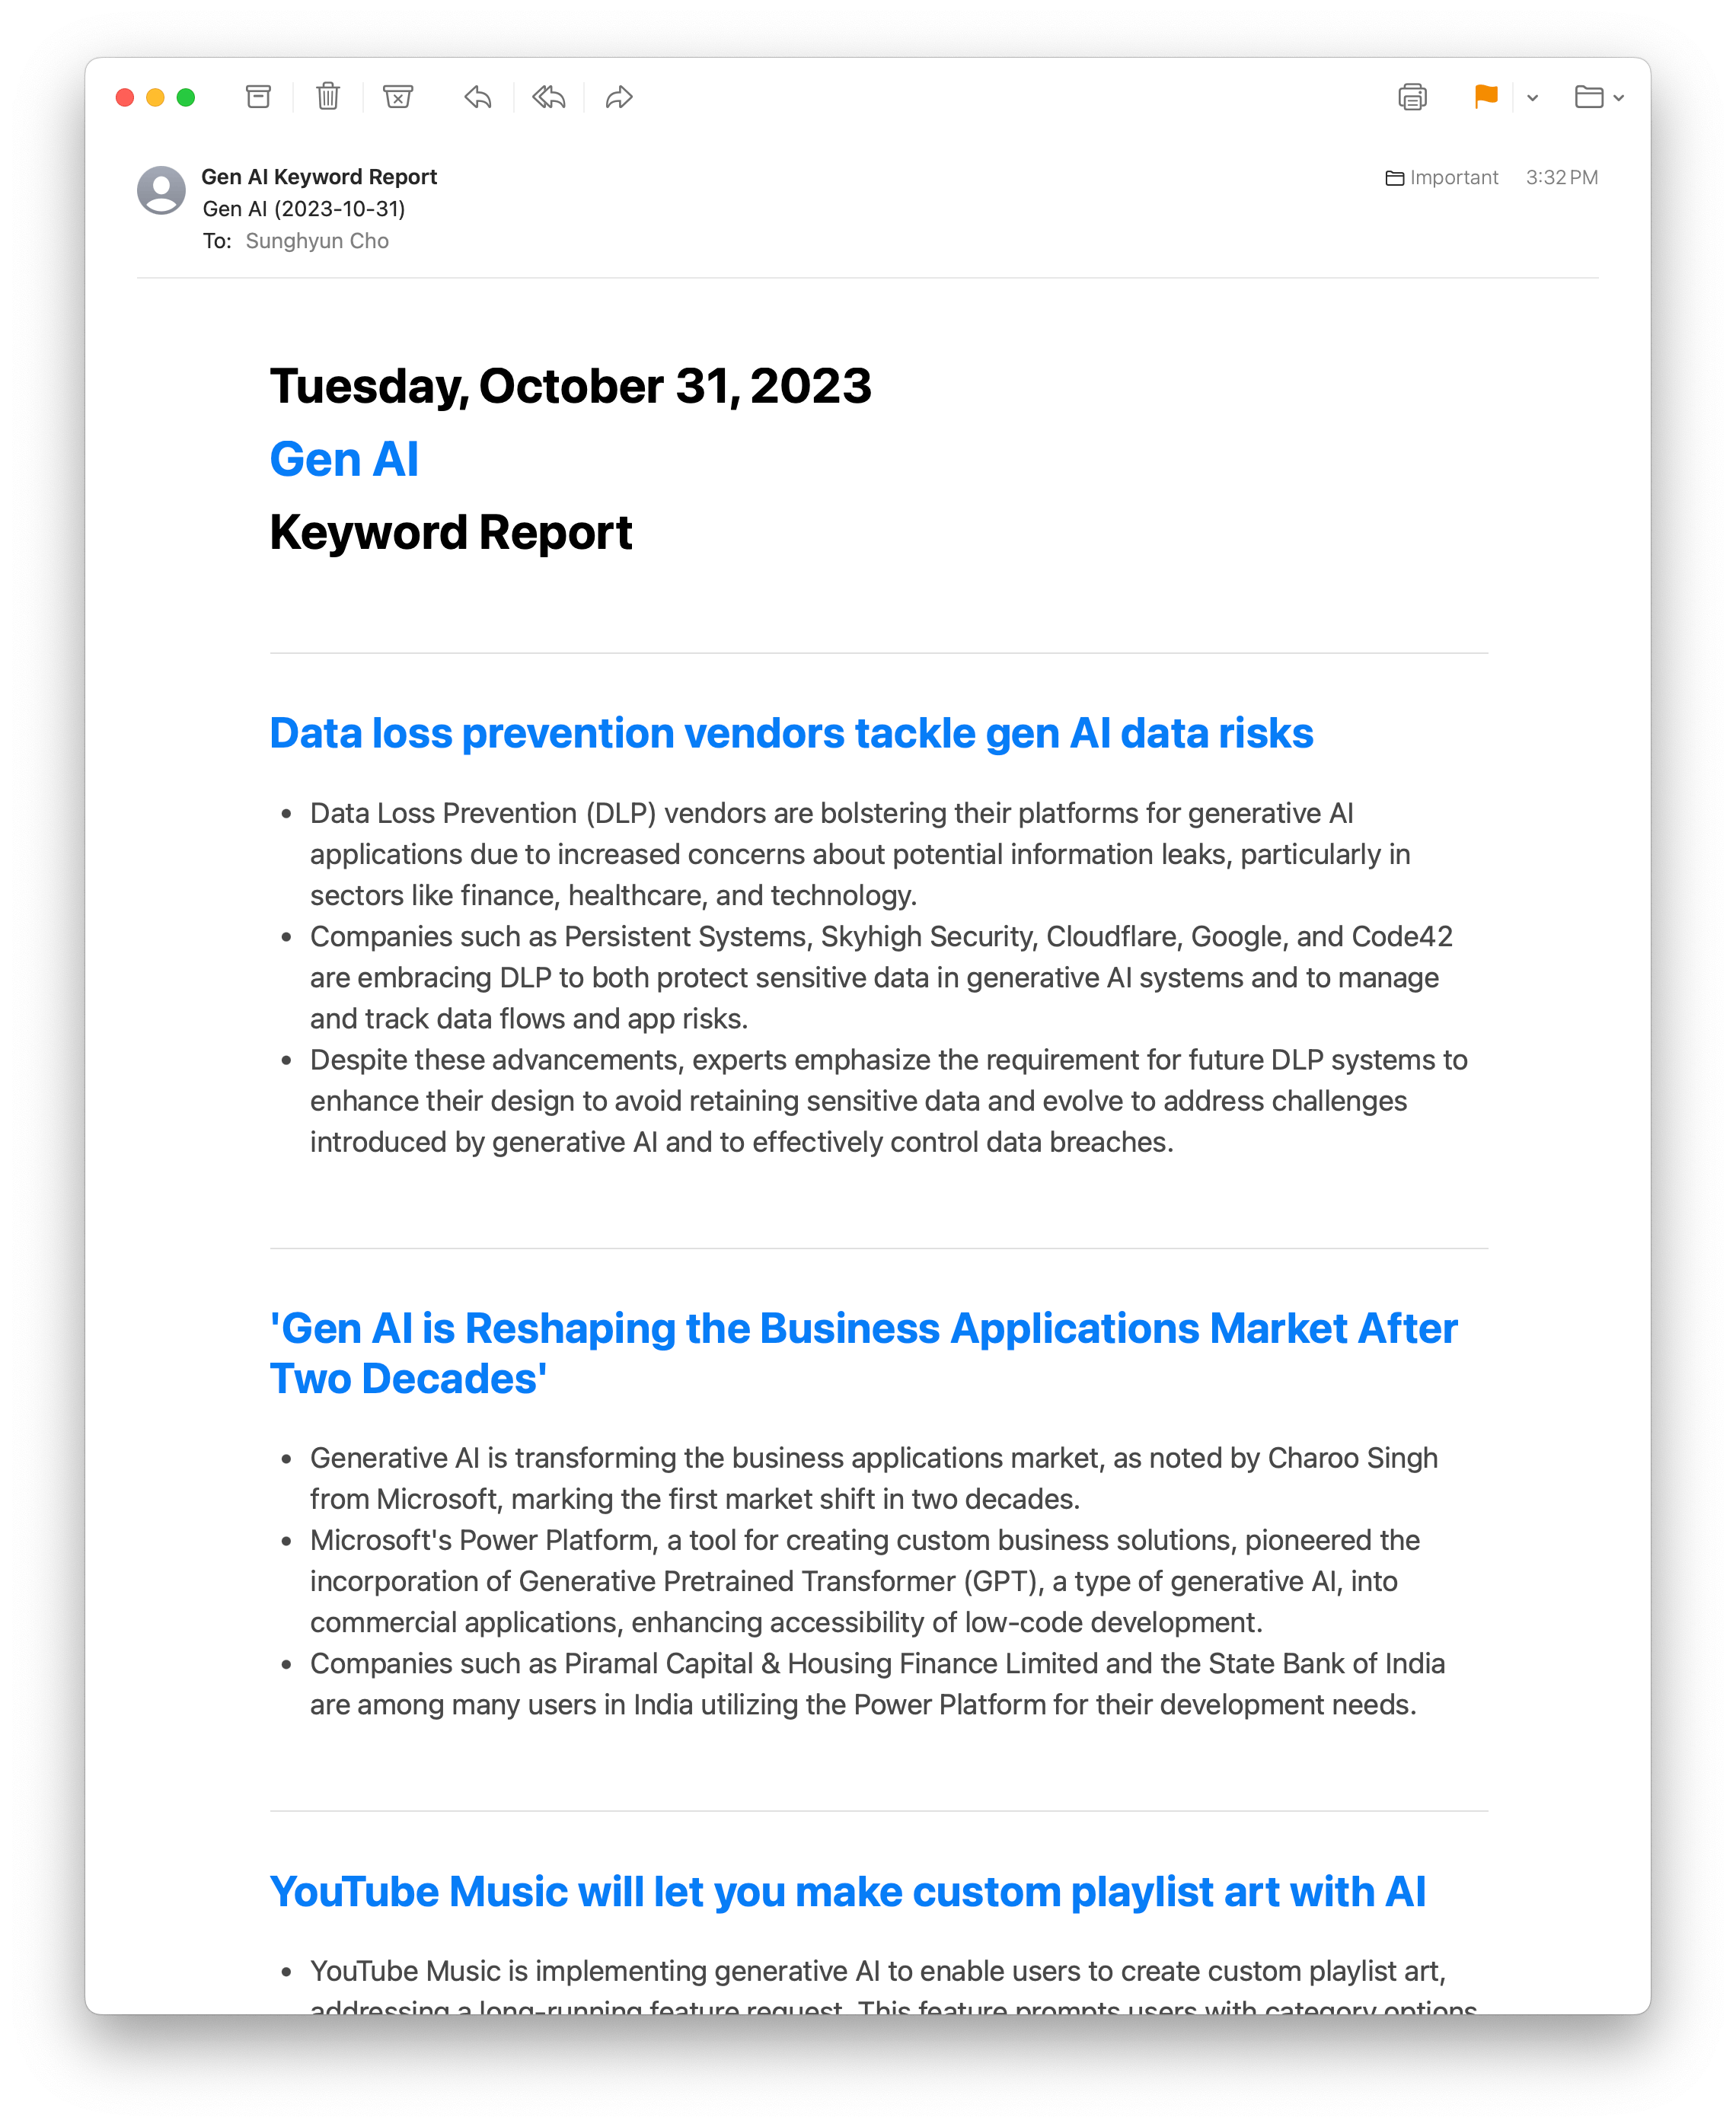 Gen AI Keyword Report
Important 3:32 PM
Gen AI (2023-10-31)
To: Sunghyun Cho
Tuesday, October 31, 2023
Gen AI
Keyword Report
Data loss prevention vendors tackle gen AI data risks
• Data Loss Prevention (DLP) vendors are bolstering their platforms for generative AI
applications due to increased concerns about potential information leaks, particularly in
sectors like finance, healthcare, and technology.
• Companies such as Persistent Systems, Skyhigh Security, Cloudflare, Google, and Code42
are embracing DLP to both protect sensitive data in generative AI systems and to manage
and track data flows and app risks.
• Despite these advancements, experts emphasize the requirement for future DLP systems to
enhance their design to avoid retaining sensitive data and evolve to address challenges
introduced by generative AI and to effectively control data breaches.
'Gen AI is Reshaping the Business Applications Market After
Two Decades'
• Generative AI is transforming the business applications market, as noted by Charoo Singh
from Microsoft, marking the first market shift in two decades.
• Microsoft's Power Platform, a tool for creating custom business solutions, pioneered the
incorporation of Generative Pretrained Transformer (GPT), a type of generative AI, into
commercial applications, enhancing accessibility of low-code development.
• Companies such as Piramal Capital & Housing Finance Limited and the State Bank of India
are among many users in India utilizing the Power Platform for their development needs.
YouTube Music will let you make custom playlist art with AI
• YouTube Music is implementing generative AI to enable users to create custom playlist art,
addressing a long-running feature request. This feature prompts users with category options